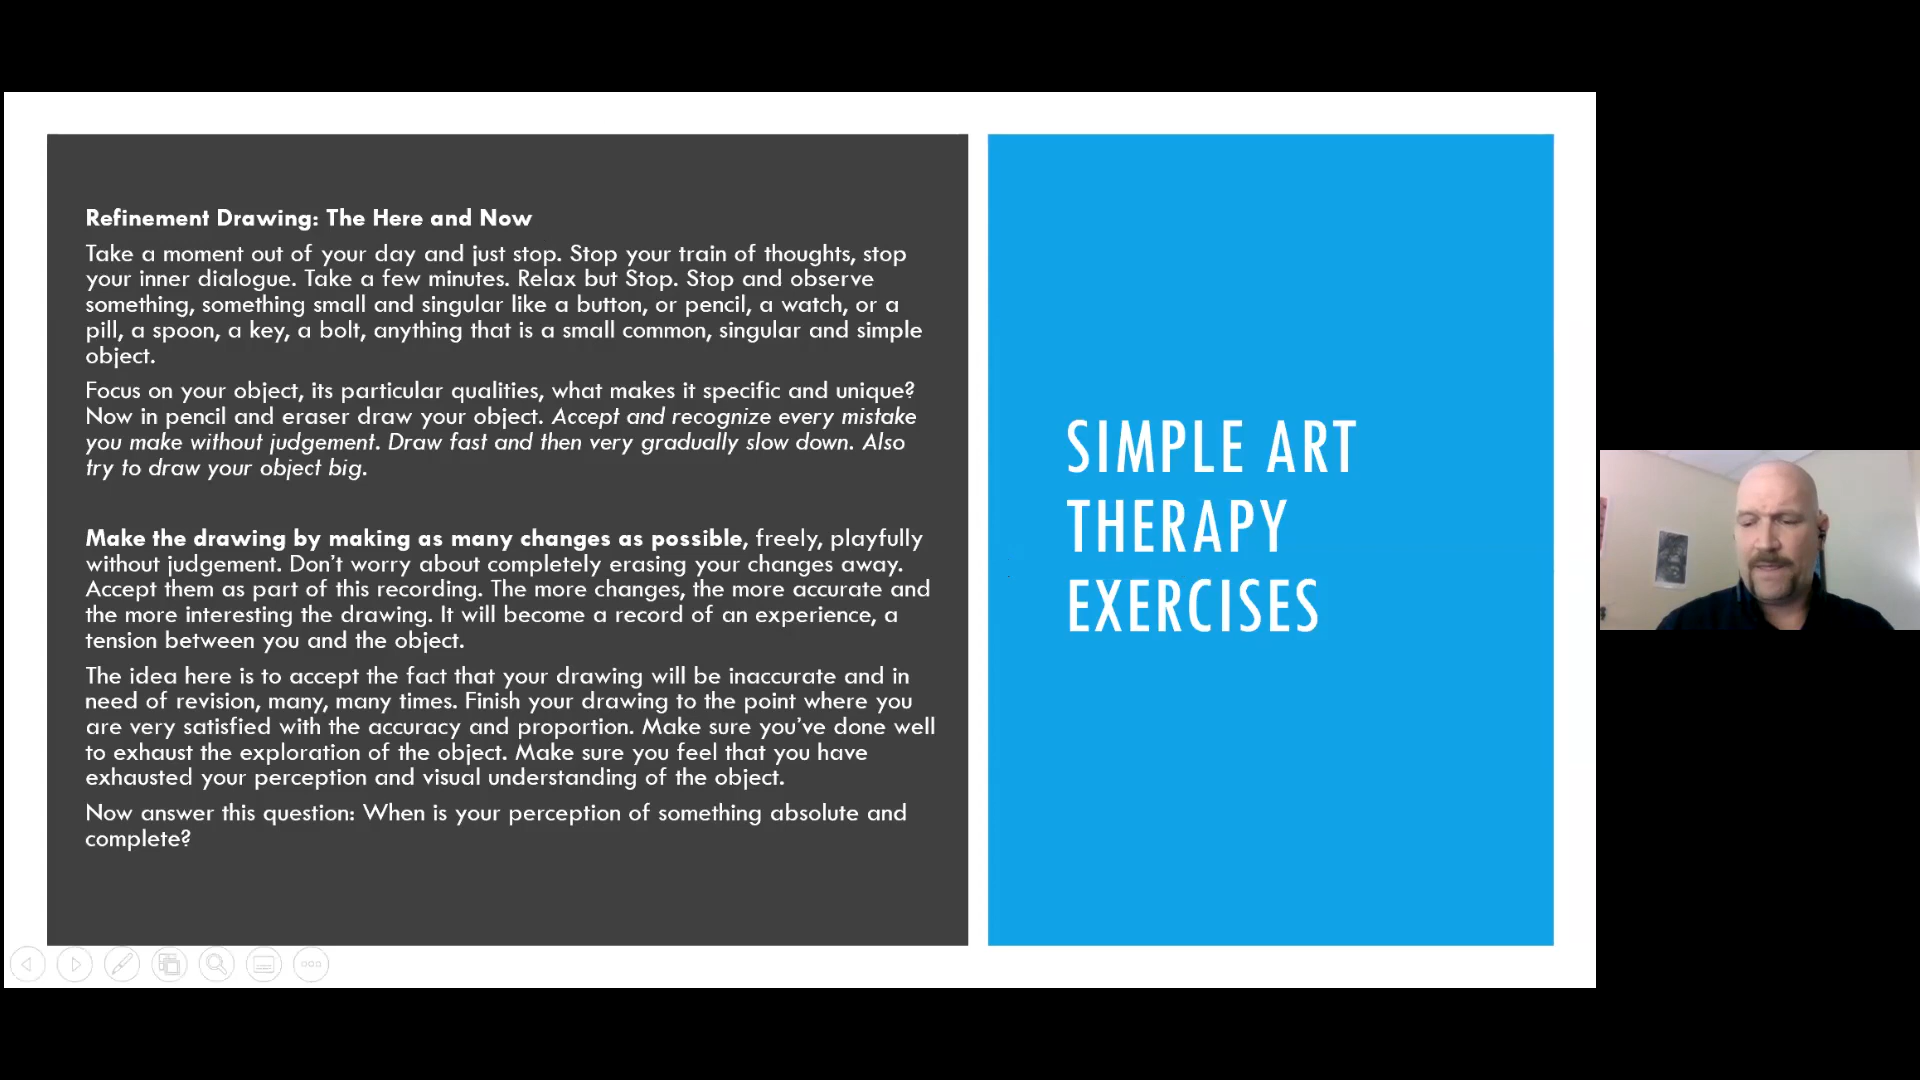 Refinement Drawing: The Here and Now
Take a moment out of your day and just stop. Stop your train of thoughts, stop
your inner dialogue. Take a few minutes. Relax but Stop. Stop and observe
something, something small and singular like a button, or pencil, a watch, or a
pill, a spoon, a key, a bolt, anything that is a small common, singular and simple
object.
Focus on your object, its particular qualities, what makes it specific and unique?
Now in pencil and eraser draw your object. Accept and recognize every mistake
you make without judgement. Draw fast and then very gradually slow down. Also
try to draw your object big.
Make the drawing by making as many changes as possible, freely, playfully
without judgement. Don't worry about completely erasing your changes away.
Accept them as part of this recording. The more changes, the more accurate and
the more interesting the drawing. It will become a record of an experience, a
tension between you and the object.
The idea here is to accept the fact that your drawing will be inaccurate and in
need of revision, many, many times. Finish your drawing to the point where you
are very satisfied with the accuracy and proportion. Make sure you've done well
to exhaust the exploration of the object. Make sure you feel that you have
exhausted your perception and visual understanding of the object.
Now answer this question: When is your perception of something absolute and
complete?
SIMPLE ART
THERAPY
EXERCISES